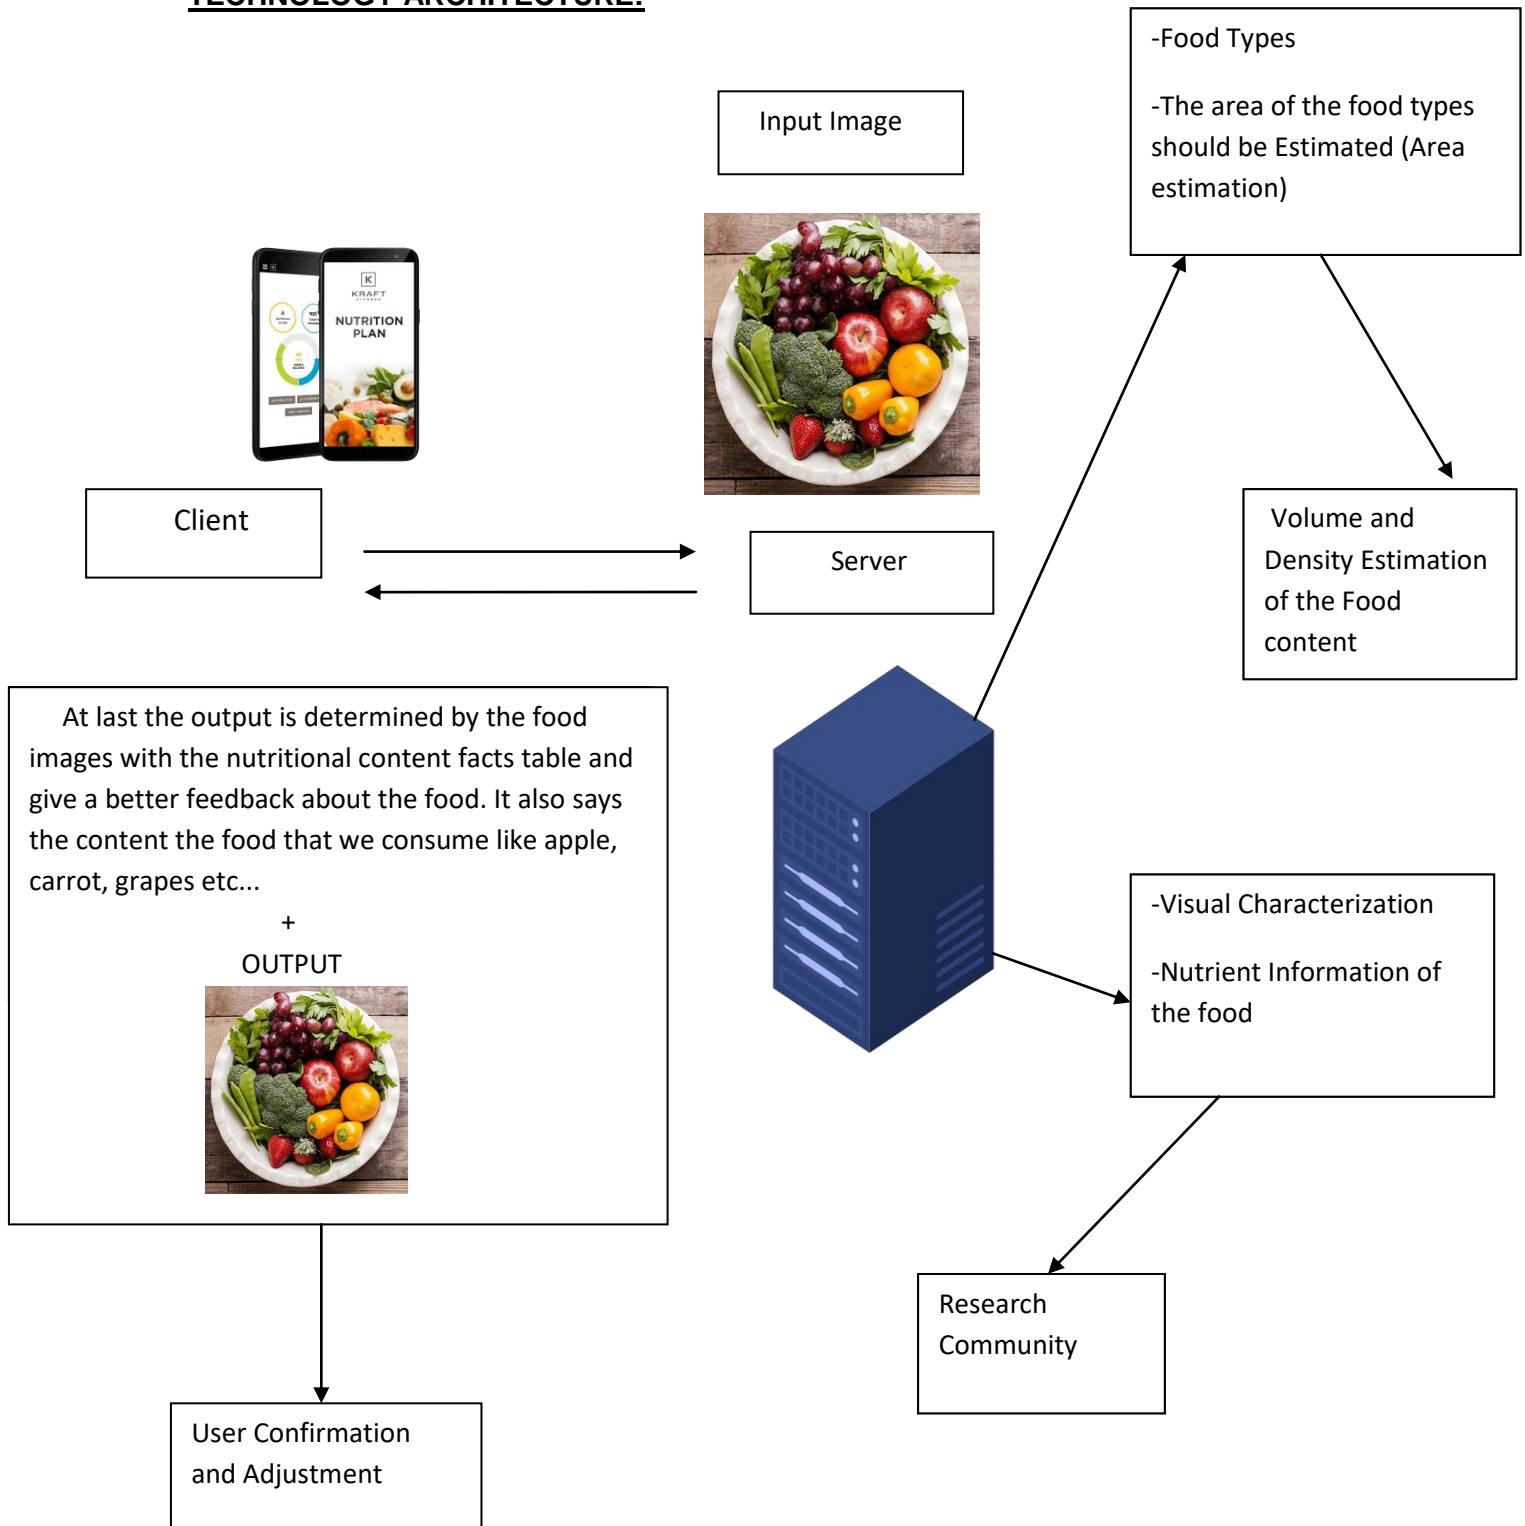 TECHNOLOGY ARCHITECTURE:
-Food Types
-The area of the food types
should be Estimated (Area
estimation)
Input Image
K
KRAFT
FITNESS
NUTRITION
PLAN
Client
Server
Volume and
Density Estimation
of the Food
content
At last the output is determined by the food
images with the nutritional content facts table and
give a better feedback about the food. It also says
the content the food that we consume like apple,
carrot, grapes etc...
+
OUTPUT
-Visual Characterization
-Nutrient Information of
the food
Research
Community
User Confirmation
and Adjustment